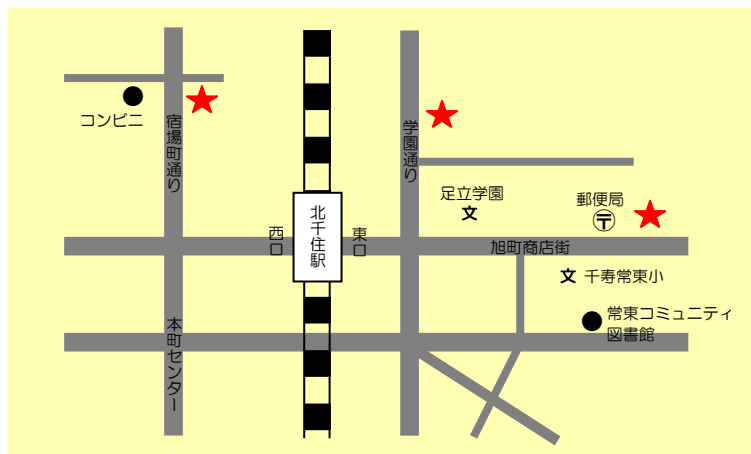 コンビニ
宿場町通り
学園通り
足立学園
文
郵便局
〒
北千住駅
西口
東口
旭町商店街
文 千寿常東小
常東コミュニティ
図書館
本町センター